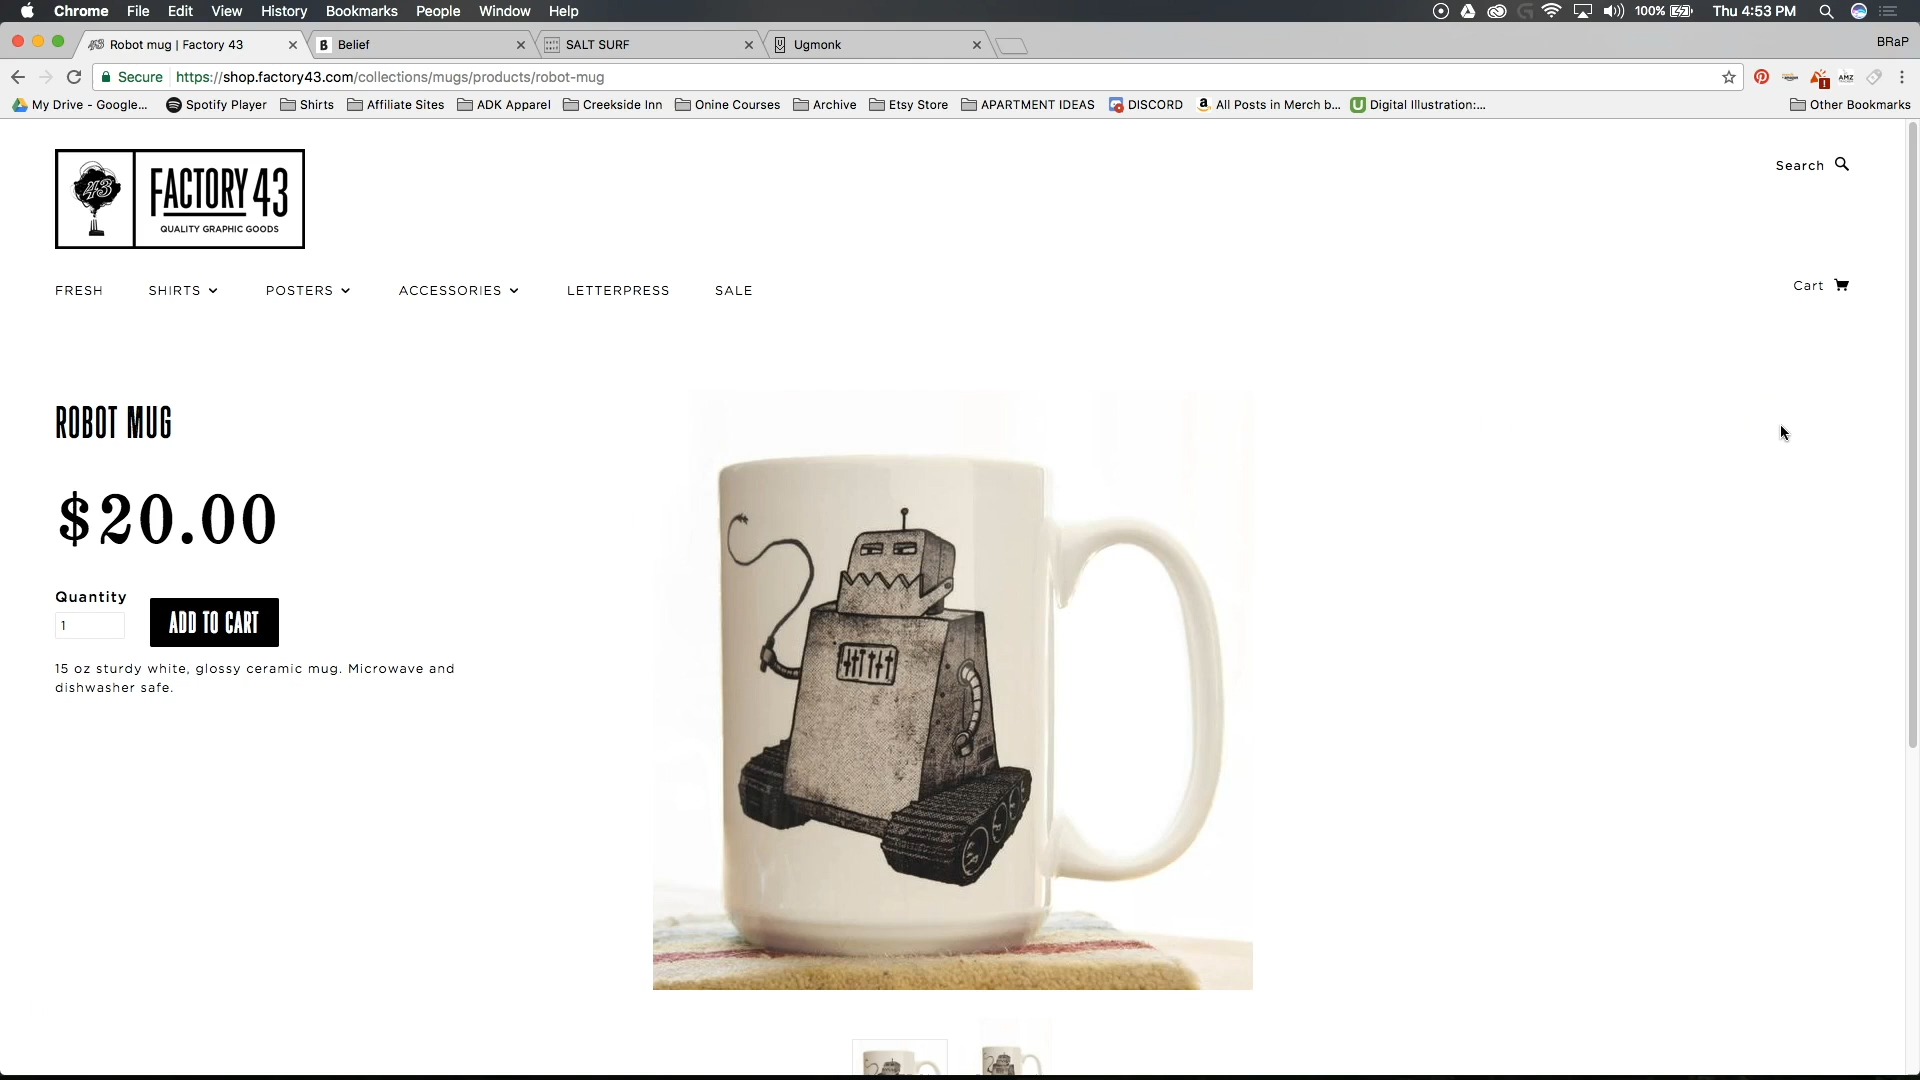 Chrome File Edit View History Bookmarks People Window Help 100% Thu 4:53 PM
Robot mug | Factory 43 Belief SALT SURF Ugmonk BRaP
Secure https://shop.factory43.com/collections/mugs/products/robot-mug
My Drive - Google... Spotify Player Shirts Affiliate Sites ADK Apparel Creekside Inn Onine Courses Archive Etsy Store APARTMENT IDEAS DISCORD All Posts in Merch b... Digital Illustration:... Other Bookmarks
43 FACTORY 43
QUALITY GRAPHIC GOODS
Search
FRESH SHIRTS POSTERS ACCESSORIES LETTERPRESS SALE
Cart
ROBOT MUG
$20.00
Quantity
1
ADD TO CART
15 oz sturdy white, glossy ceramic mug. Microwave and
dishwasher safe.